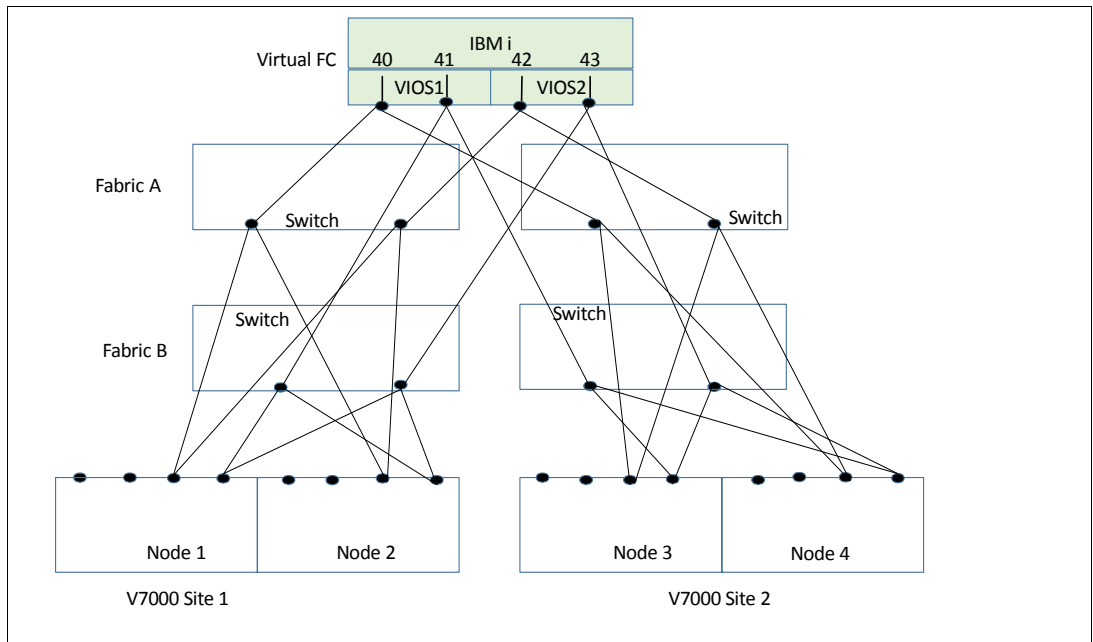 IBM i
Virtual FC
40 41 42 43
VIOS1 VIOS2
Fabric A
Switch Switch
Switch Switch
Fabric B
Node 1 Node 2 Node 3 Node 4
V7000 Site 1 V7000 Site 2